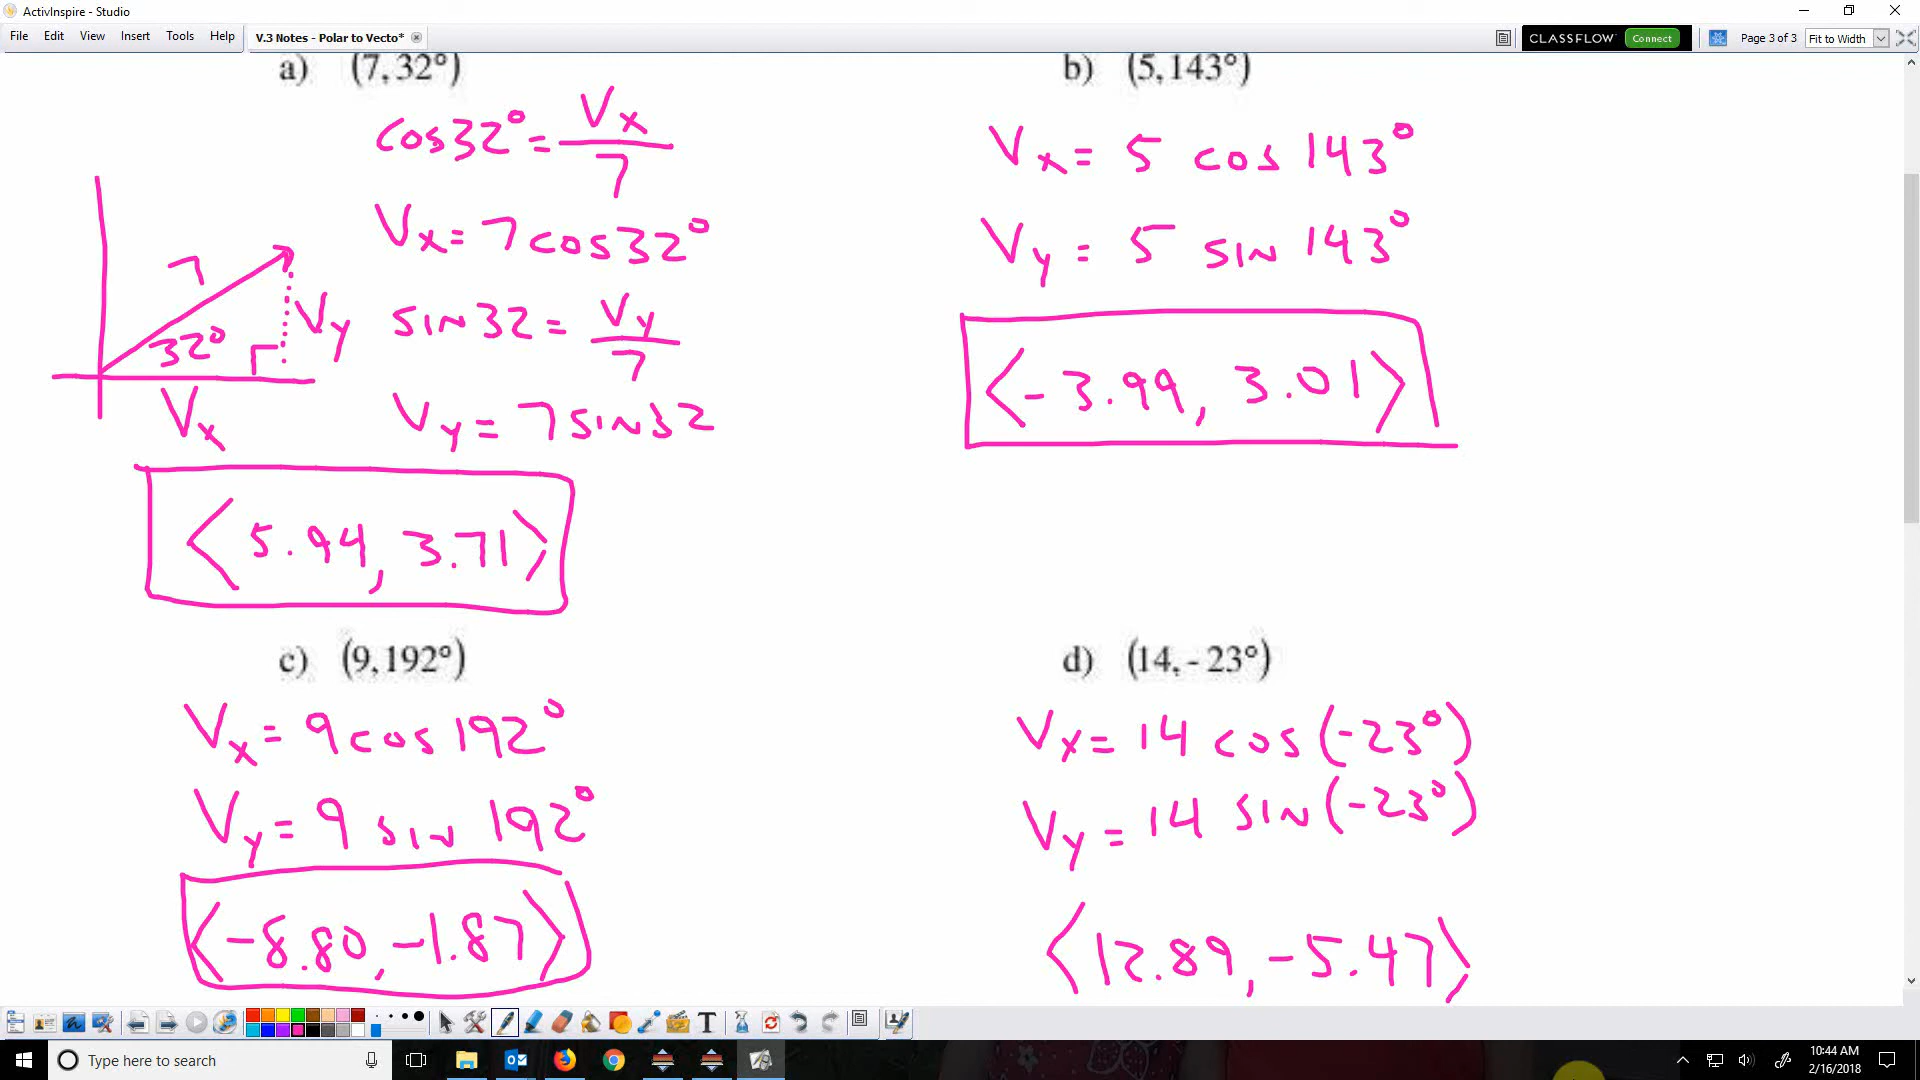 ActivInspire - Studio
File Edit View Insert Tools Help
V.3 Notes - Polar to Vecto*
CLASSFLOW Connect
Page 3 of 3
Fit to Width
a) (7,32°)
cos32° = Vx/7
Vx = 7cos32°
7
32°
Vy
Vx
sin32 = Vy/7
Vy = 7sin32
⟨5.94, 3.71⟩
b) (5,143°)
Vx = 5 cos 143°
Vy = 5 sin 143°
⟨-3.99, 3.01⟩
c) (9,192°)
Vx = 9cos 192°
Vy = 9 sin 192°
⟨-8.80, -1.87⟩
d) (14,-23°)
Vx = 14 cos(-23°)
Vy = 14 sin(-23°)
⟨12.89, -5.47⟩
T
Type here to search
10:44 AM
2/16/2018